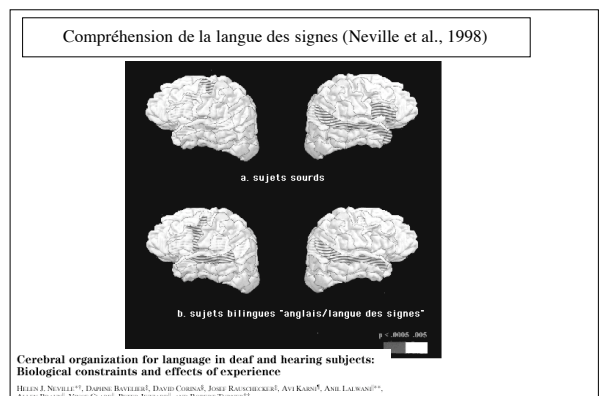 Compréhension de la langue des signes (Neville et al., 1998)
a. sujets sourds
b. sujets bilingues "anglais/langue des signes"
p < .0005 .005
Cerebral organization for language in deaf and hearing subjects:
Biological constraints and effects of experience
HELEN J. NEVILLE*†, DAPHNE BAVELIER‡, DAVID CORINA§, JOSEF RAUSCHECKER‡, AVI KARNI¶, ANIL LALWANI**,